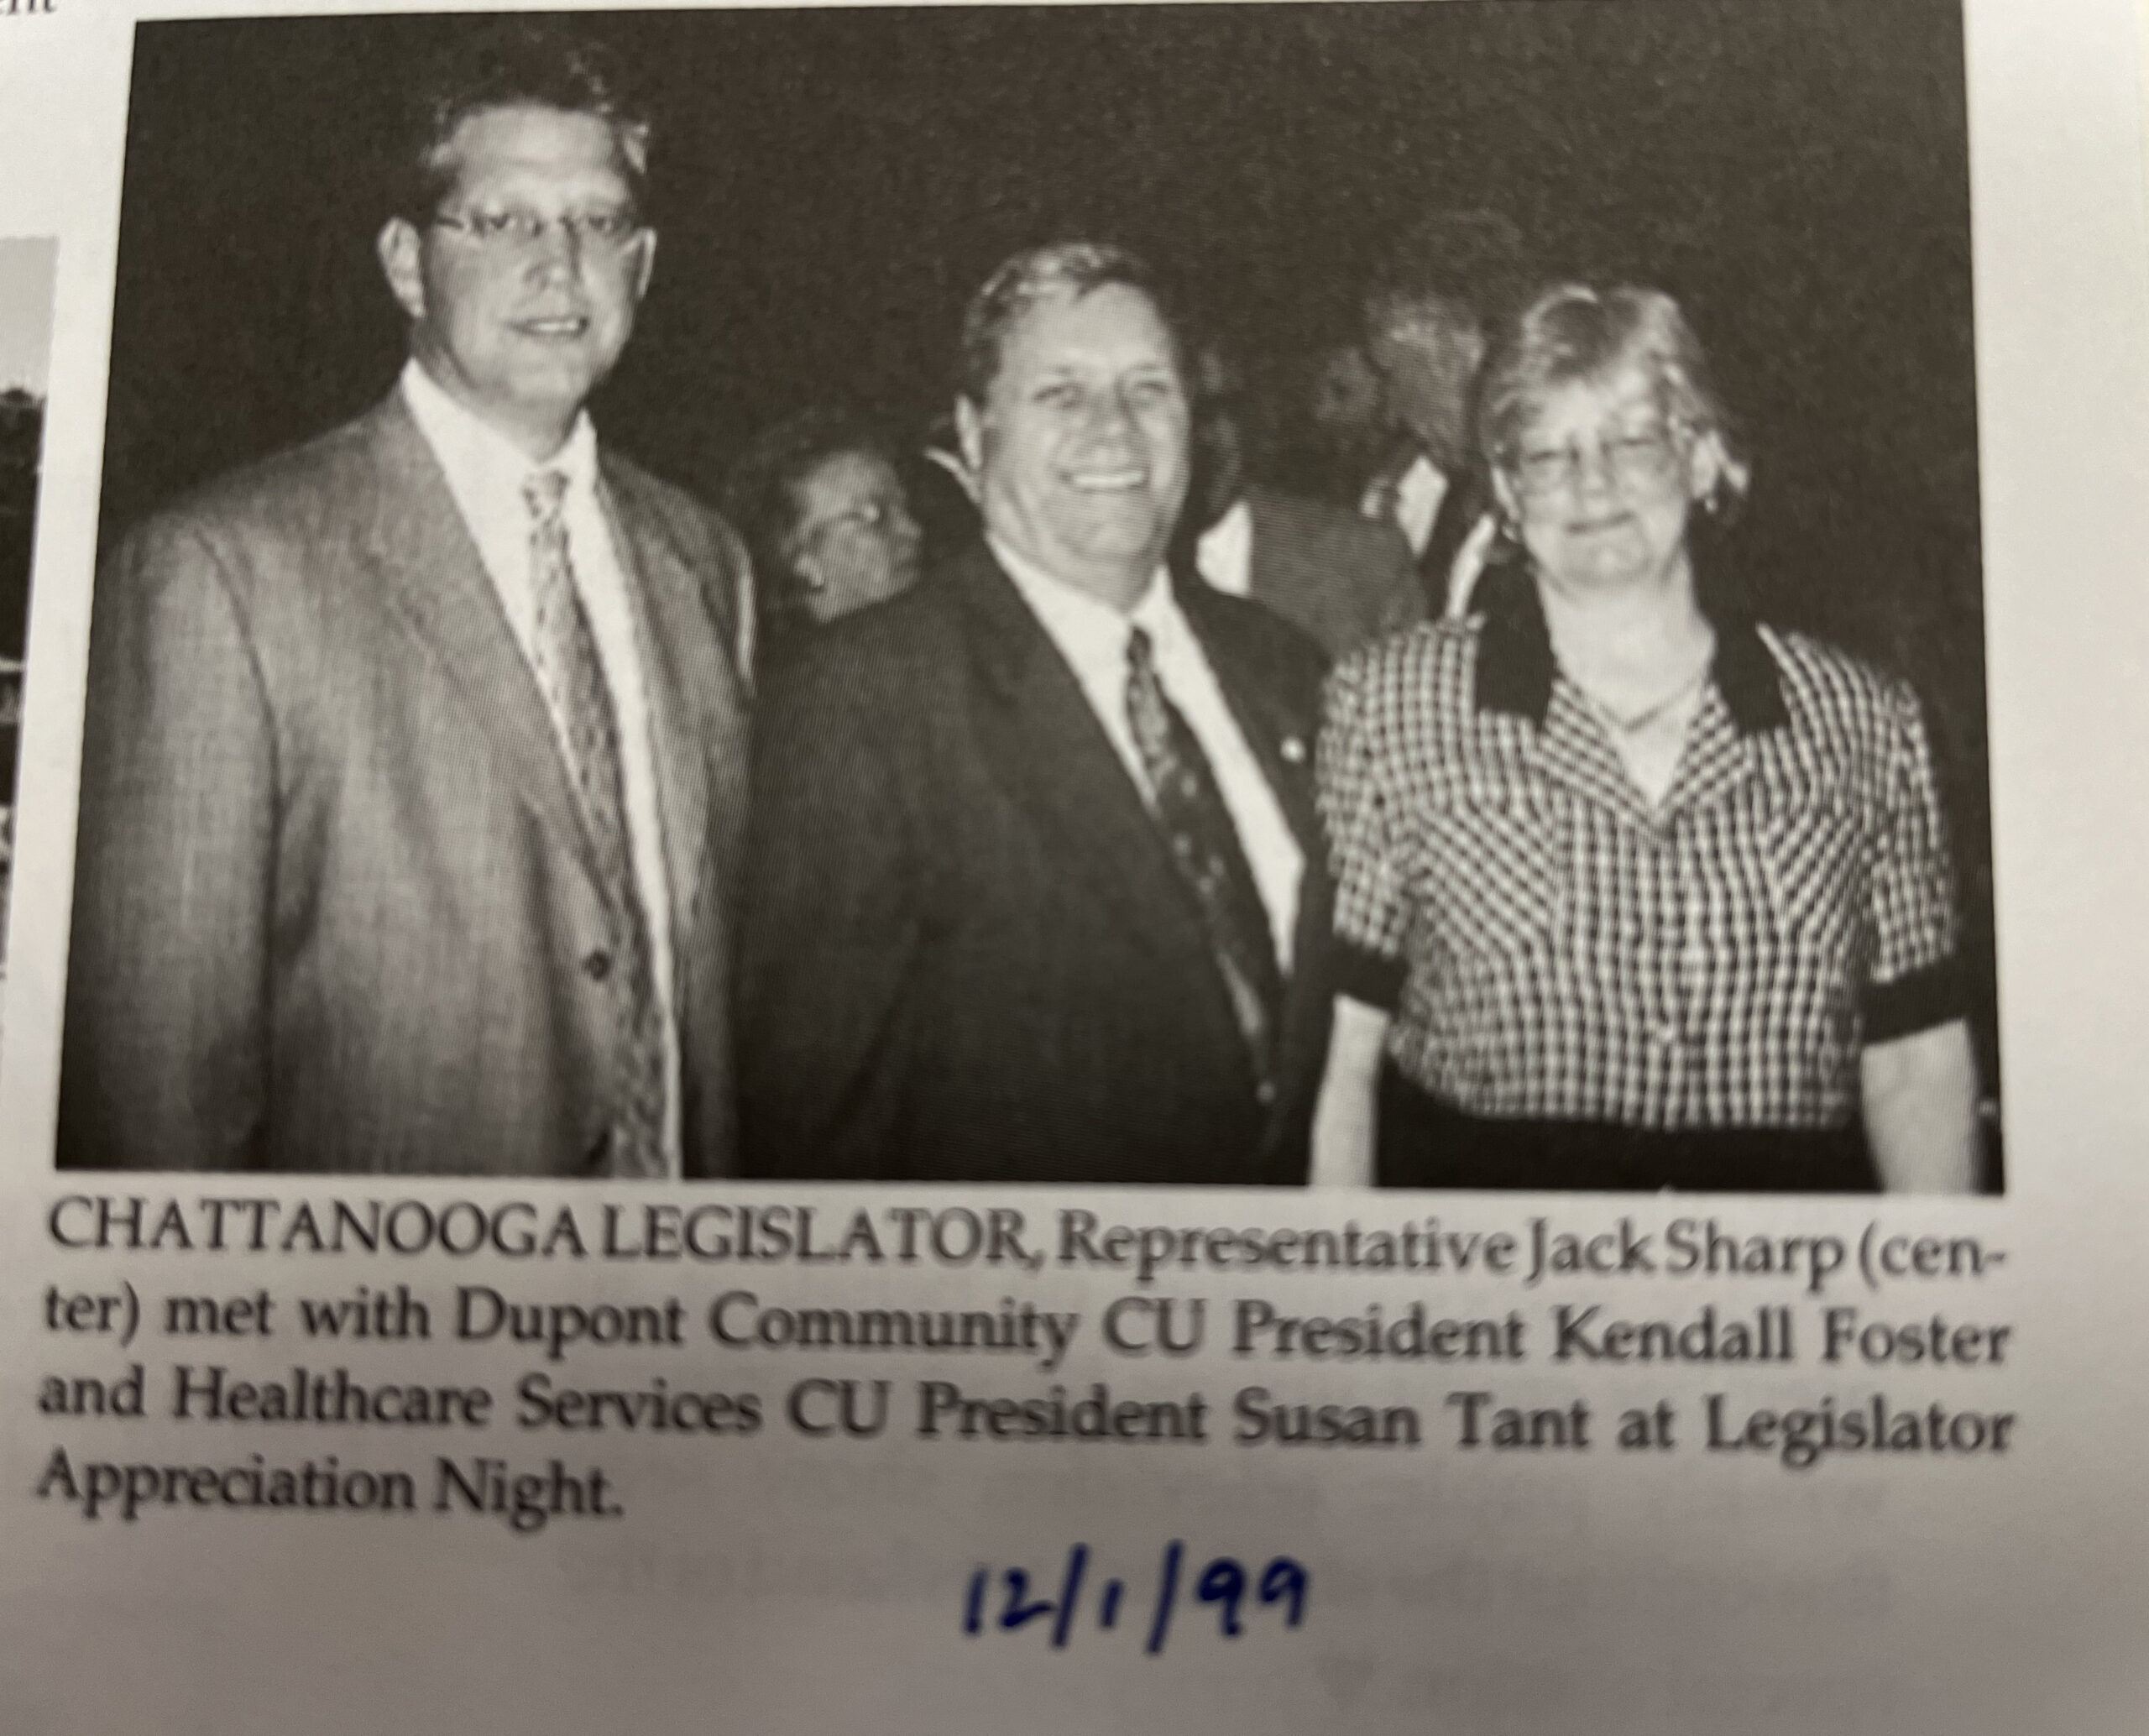 CHATTANOOGA LEGISLATOR, Representative Jack Sharp (cen-
ter) met with Dupont Community CU President Kendall Foster
and Healthcare Services CU President Susan Tant at Legislator
Appreciation Night.
12/1/99